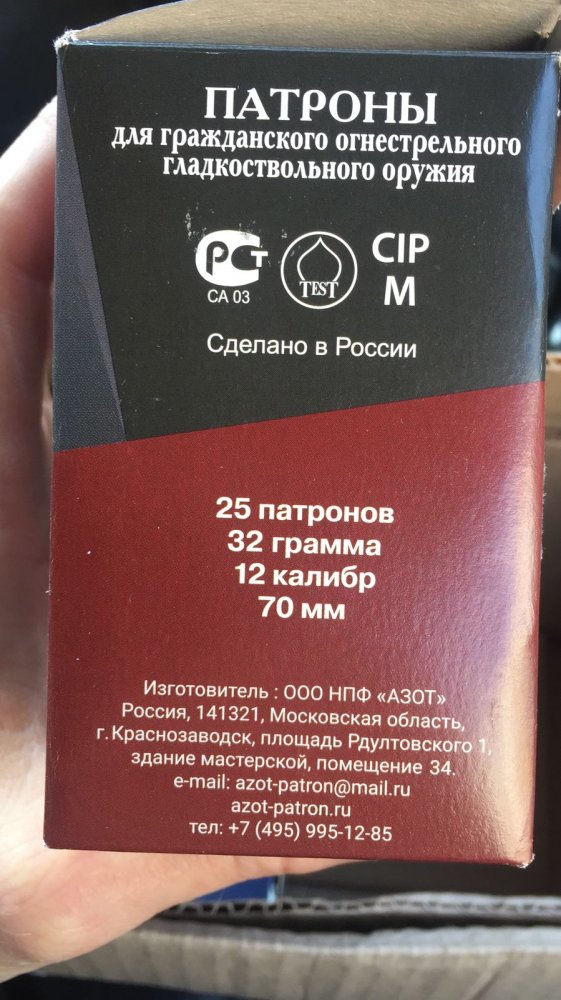 ПАТРОНЫ
для гражданского огнестрельного
гладкоствольного оружия
РСТ
СА 03
TEST
CIP
M
Сделано в России
25 патронов
32 грамма
12 калибр
70 мм
Изготовитель : ООО НПФ «АЗОТ»
Россия, 141321, Московская область,
г. Краснозаводск, площадь Рдултовского 1,
здание мастерской, помещение 34.
e-mail: azot-patron@mail.ru
azot-patron.ru
тел: +7 (495) 995-12-85